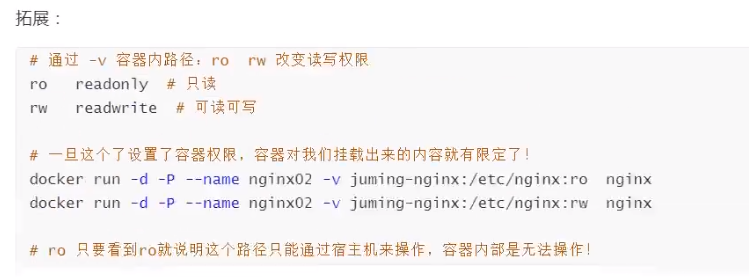 拓展：
# 通过 -v 容器内路径：ro rw 改变读写权限
ro readonly # 只读
rw readwrite # 可读可写
# 一旦这个了设置了容器权限，容器对我们挂载出来的内容就有限定了！
docker run -d -P --name nginx02 -v juming-nginx:/etc/nginx:ro nginx
docker run -d -P --name nginx02 -v juming-nginx:/etc/nginx:rw nginx
# ro 只要看到ro就说明这个路径只能通过宿主机来操作，容器内部是无法操作！